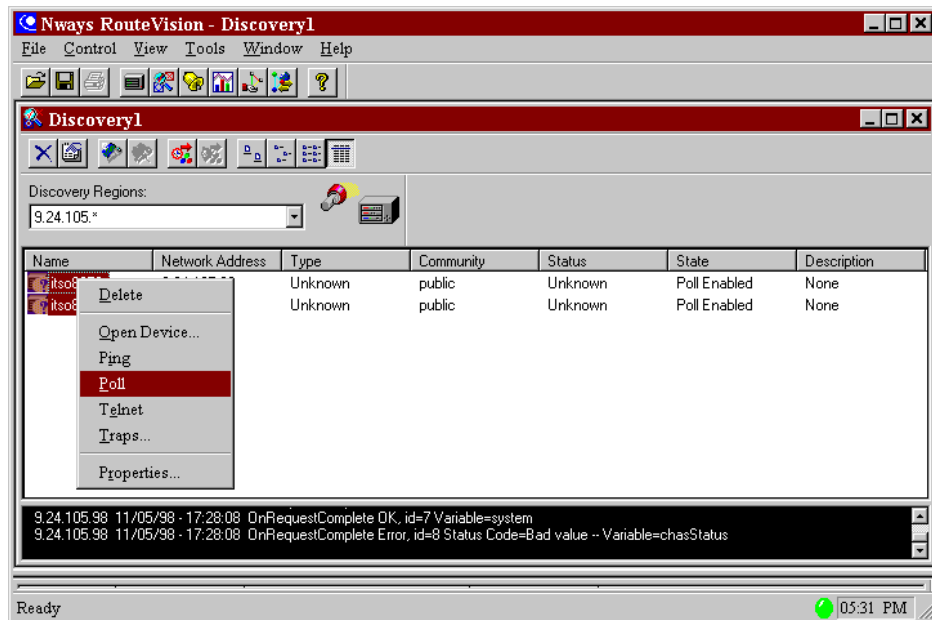 Nways RouteVision - Discovery1
File Control View Tools Window Help
Discovery1
Discovery Regions:
9.24.105.*
Name Network Address Type Community Status State Description
Unknown public Unknown Poll Enabled None
Unknown public Unknown Poll Enabled None
Delete
Open Device...
Ping
Poll
Telnet
Traps...
Properties...
9.24.105.98 11/05/98 - 17:28:08 OnRequestComplete OK, id=7 Variable=system
9.24.105.98 11/05/98 - 17:28:08 OnRequestComplete Error, id=8 Status Code=Bad value -- Variable=chasStatus
Ready 05:31 PM